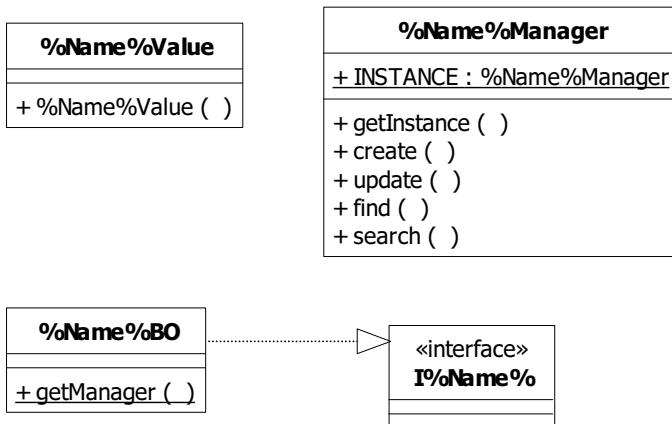 %Name%Value
+ %Name%Value ( )
%Name%Manager
+ INSTANCE : %Name%Manager
+ getInstance ( )
+ create ( )
+ update ( )
+ find ( )
+ search ( )
%Name%BO
+ getManager ( )
«interface»
I%Name%